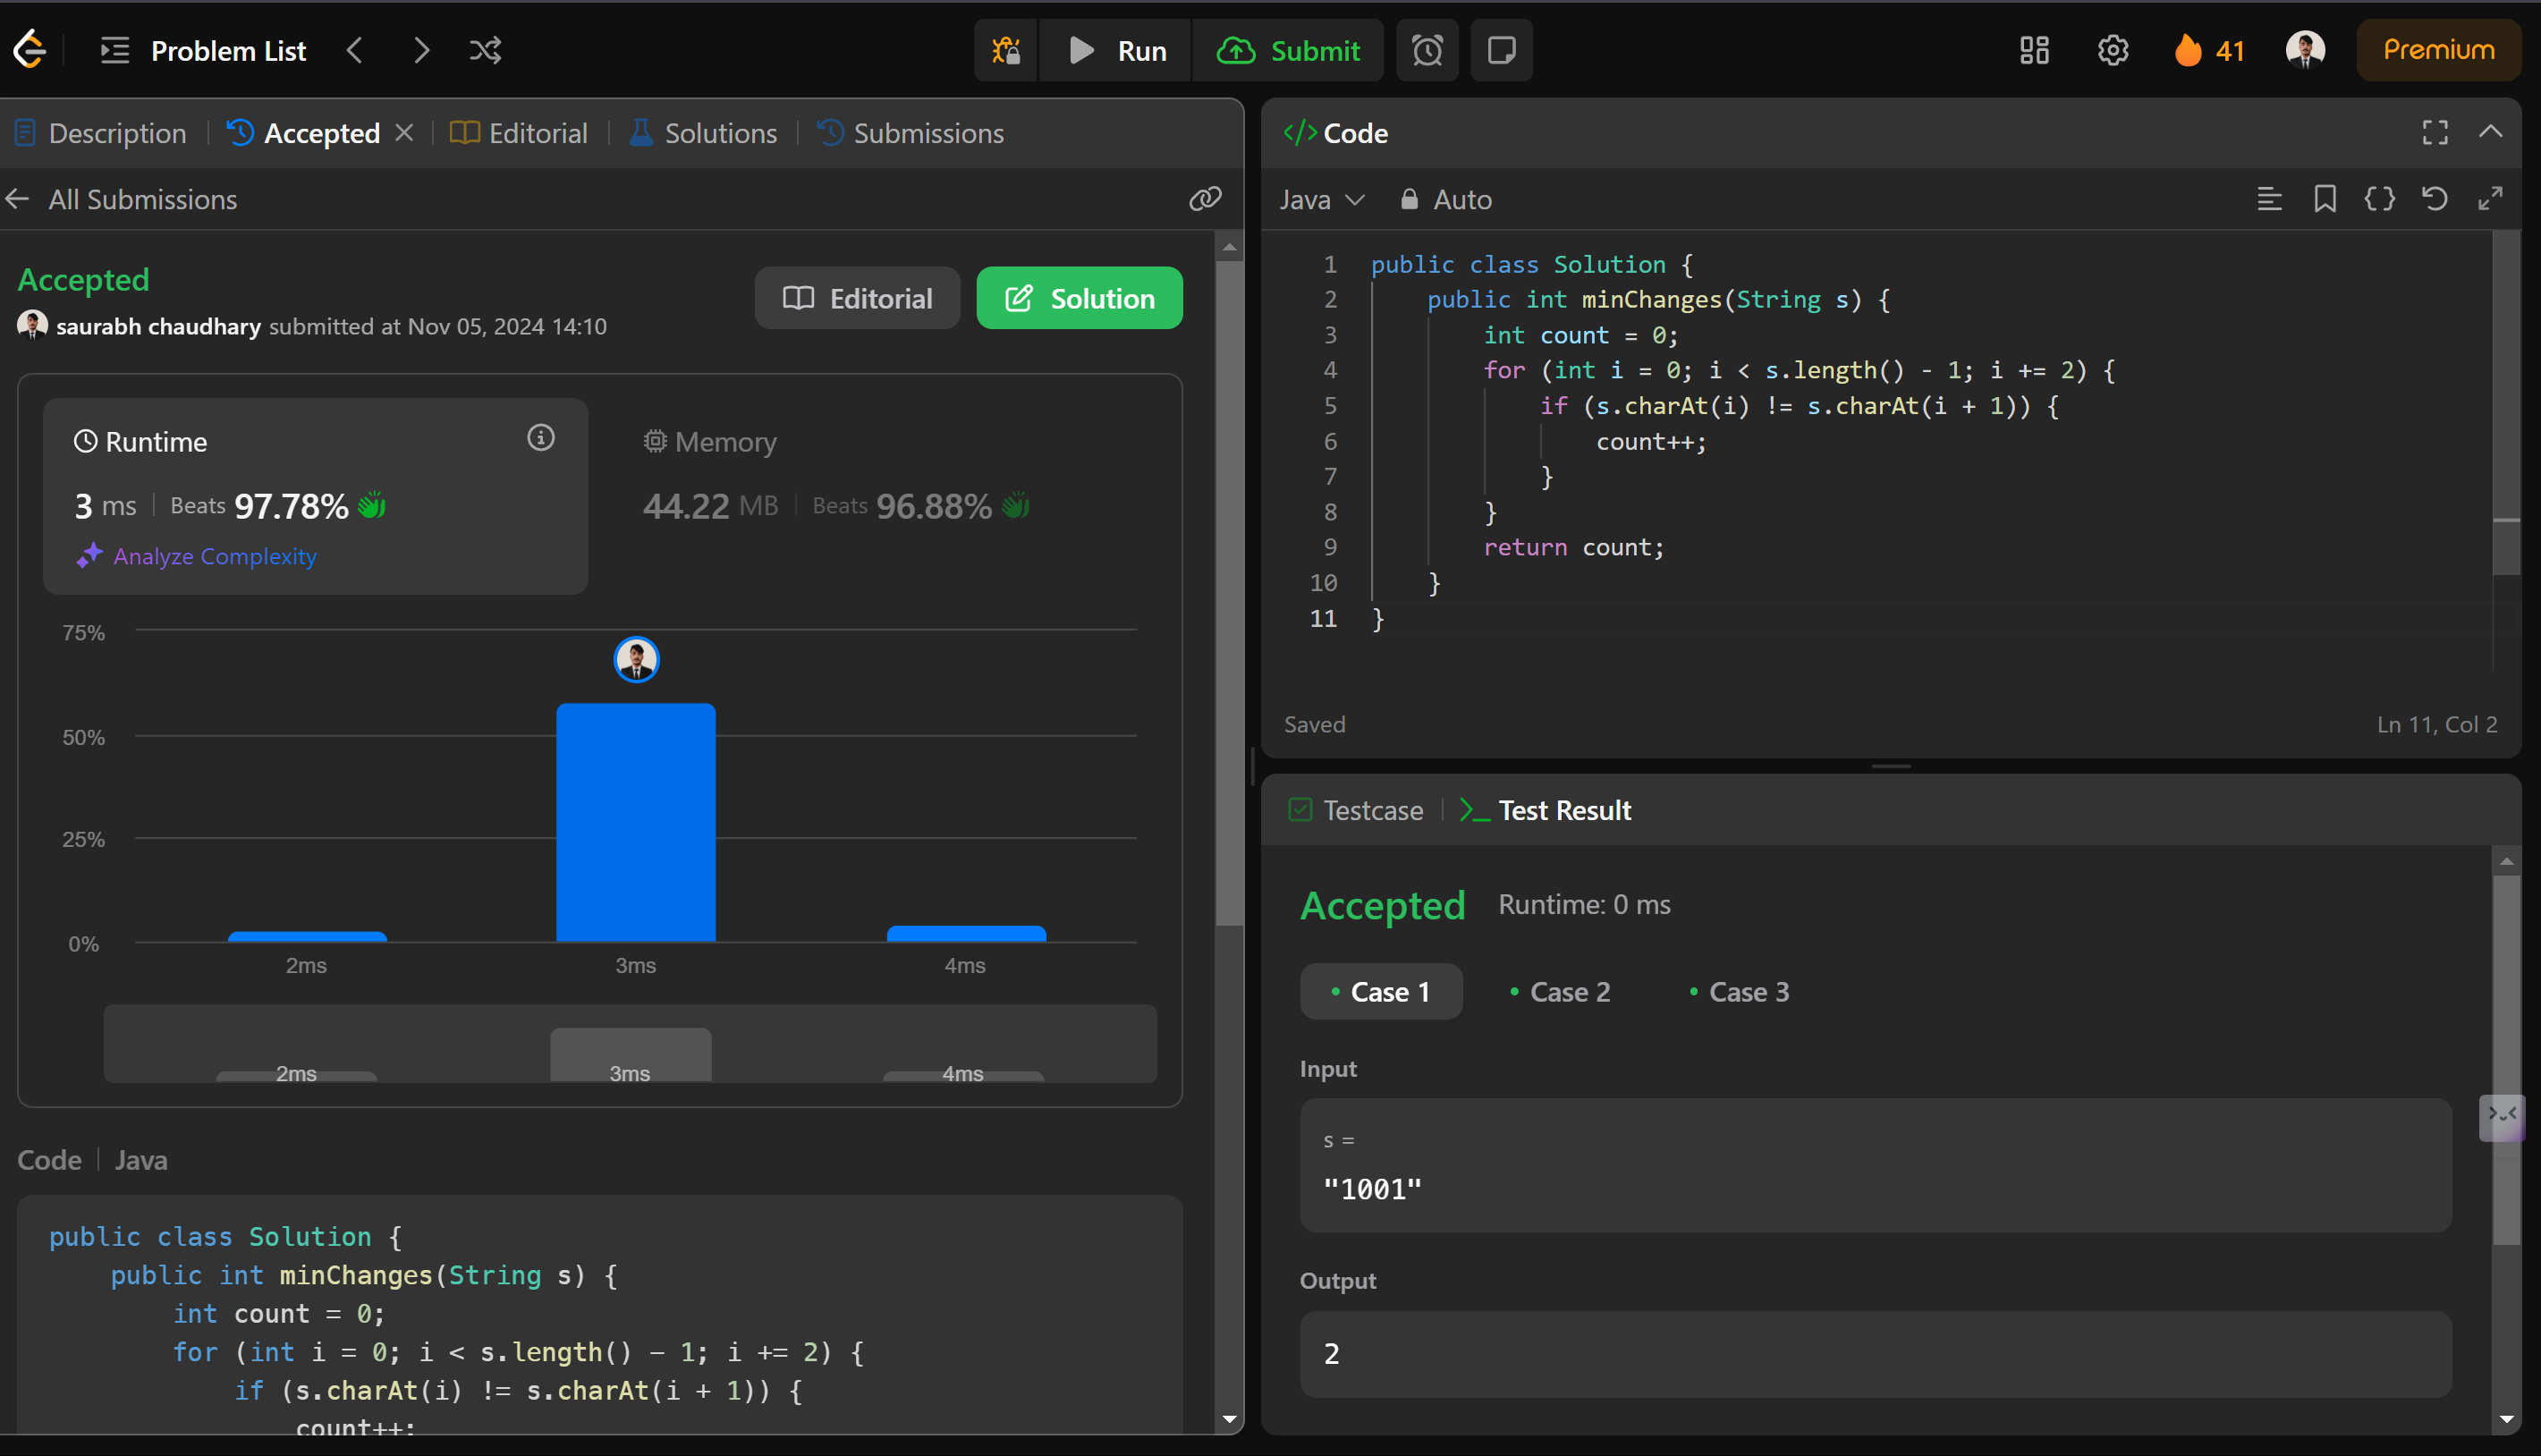 Problem List
Run
Submit
41
Premium
Description
Accepted
Editorial
Solutions
Submissions
All Submissions
Accepted
saurabh chaudhary submitted at Nov 05, 2024 14:10
Editorial
Solution
Runtime
3 ms
Beats 97.78%
Analyze Complexity
Memory
44.22 MB
Beats 96.88%
75%
50%
25%
0%
2ms
3ms
4ms
2ms
3ms
4ms
Code
Java
public class Solution {
public int minChanges(String s) {
int count = 0;
for (int i = 0; i < s.length() - 1; i += 2) {
if (s.charAt(i) != s.charAt(i + 1)) {
count++;
Code
Java
Auto
1 public class Solution {
2 public int minChanges(String s) {
3 int count = 0;
4 for (int i = 0; i < s.length() - 1; i += 2) {
5 if (s.charAt(i) != s.charAt(i + 1)) {
6 count++;
7 }
8 }
9 return count;
10 }
11 }
Saved
Ln 11, Col 2
Testcase
Test Result
Accepted
Runtime: 0 ms
Case 1
Case 2
Case 3
Input
s =
"1001"
Output
2